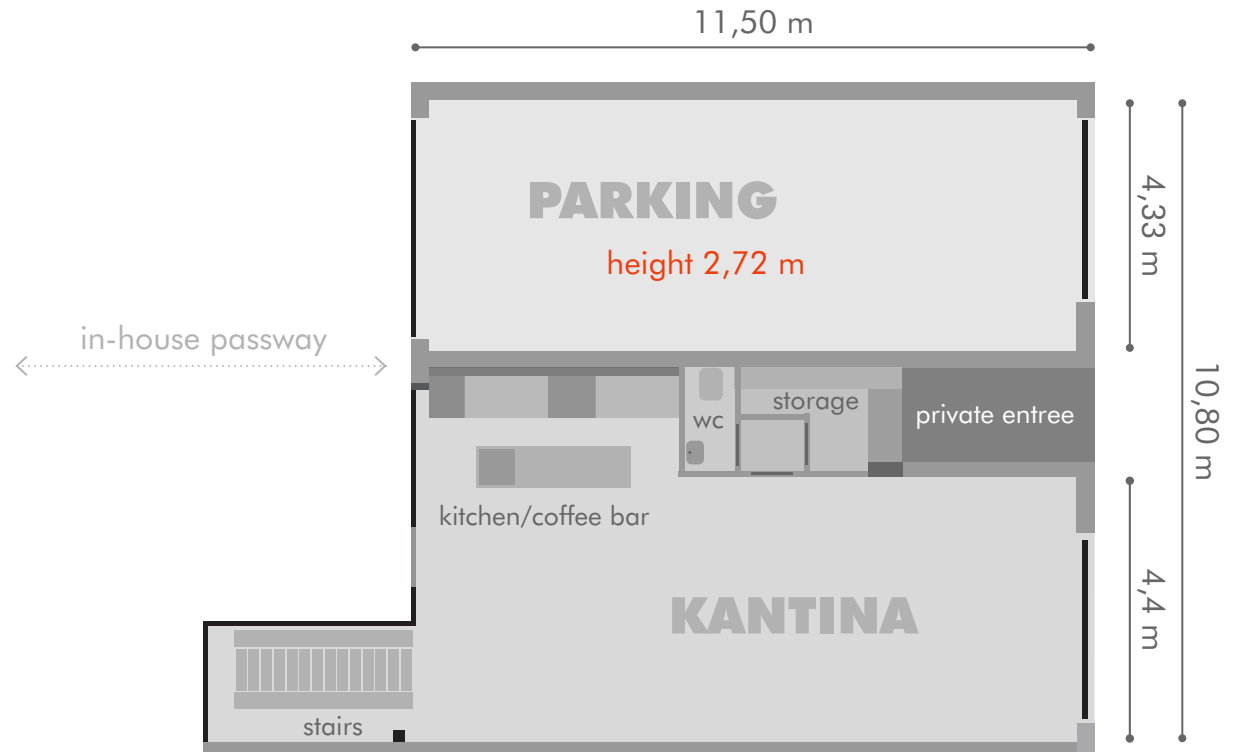 11,50 m
PARKING
height 2,72 m
4,33 m
in-house passway
10,80 m
wc
storage
private entree
kitchen/coffee bar
KANTINA
4,4 m
stairs